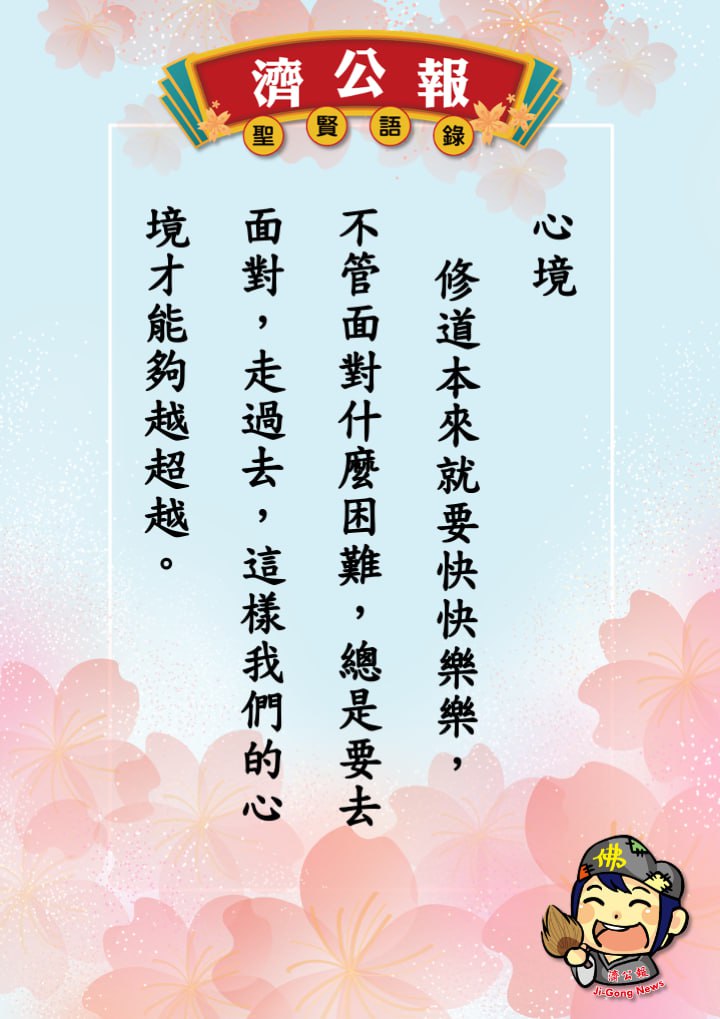 濟公報
聖賢語錄
心境
修道本來就要快快樂樂，
不管面對什麼困難，總是要去
面對，走過去，這樣我們的心
境才能夠越超越。
佛
濟公報
Ji-Gong News